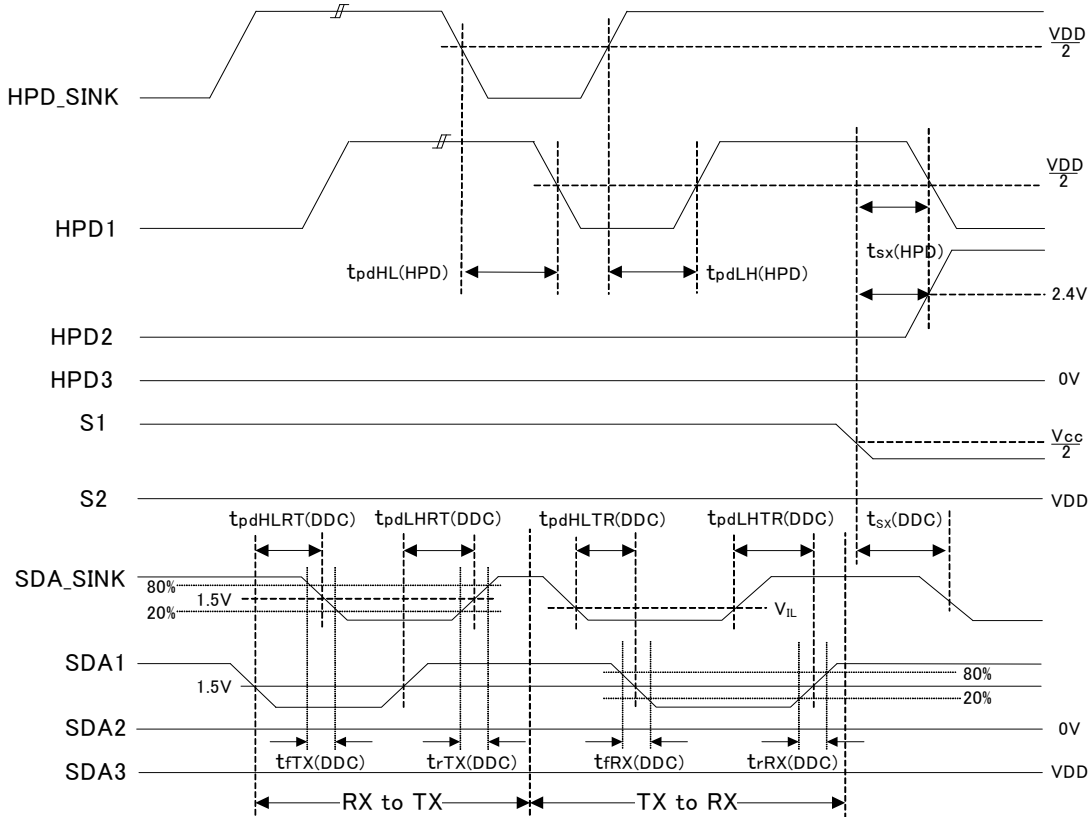 VDD
2
HPD_SINK
VDD
2
HPD1
tsx(HPD)
tpdHL(HPD)
tpdLH(HPD)
2.4V
HPD2
HPD3
0V
S1
Vcc
2
S2
VDD
tpdHLRT(DDC)
tpdLHRT(DDC)
tpdHLTR(DDC)
tpdLHTR(DDC)
tsx(DDC)
SDA_SINK
80%
1.5V
20%
VIL
SDA1
80%
1.5V
20%
SDA2
0V
tfTX(DDC)
trTX(DDC)
tfRX(DDC)
trRX(DDC)
SDA3
VDD
RX to TX
TX to RX